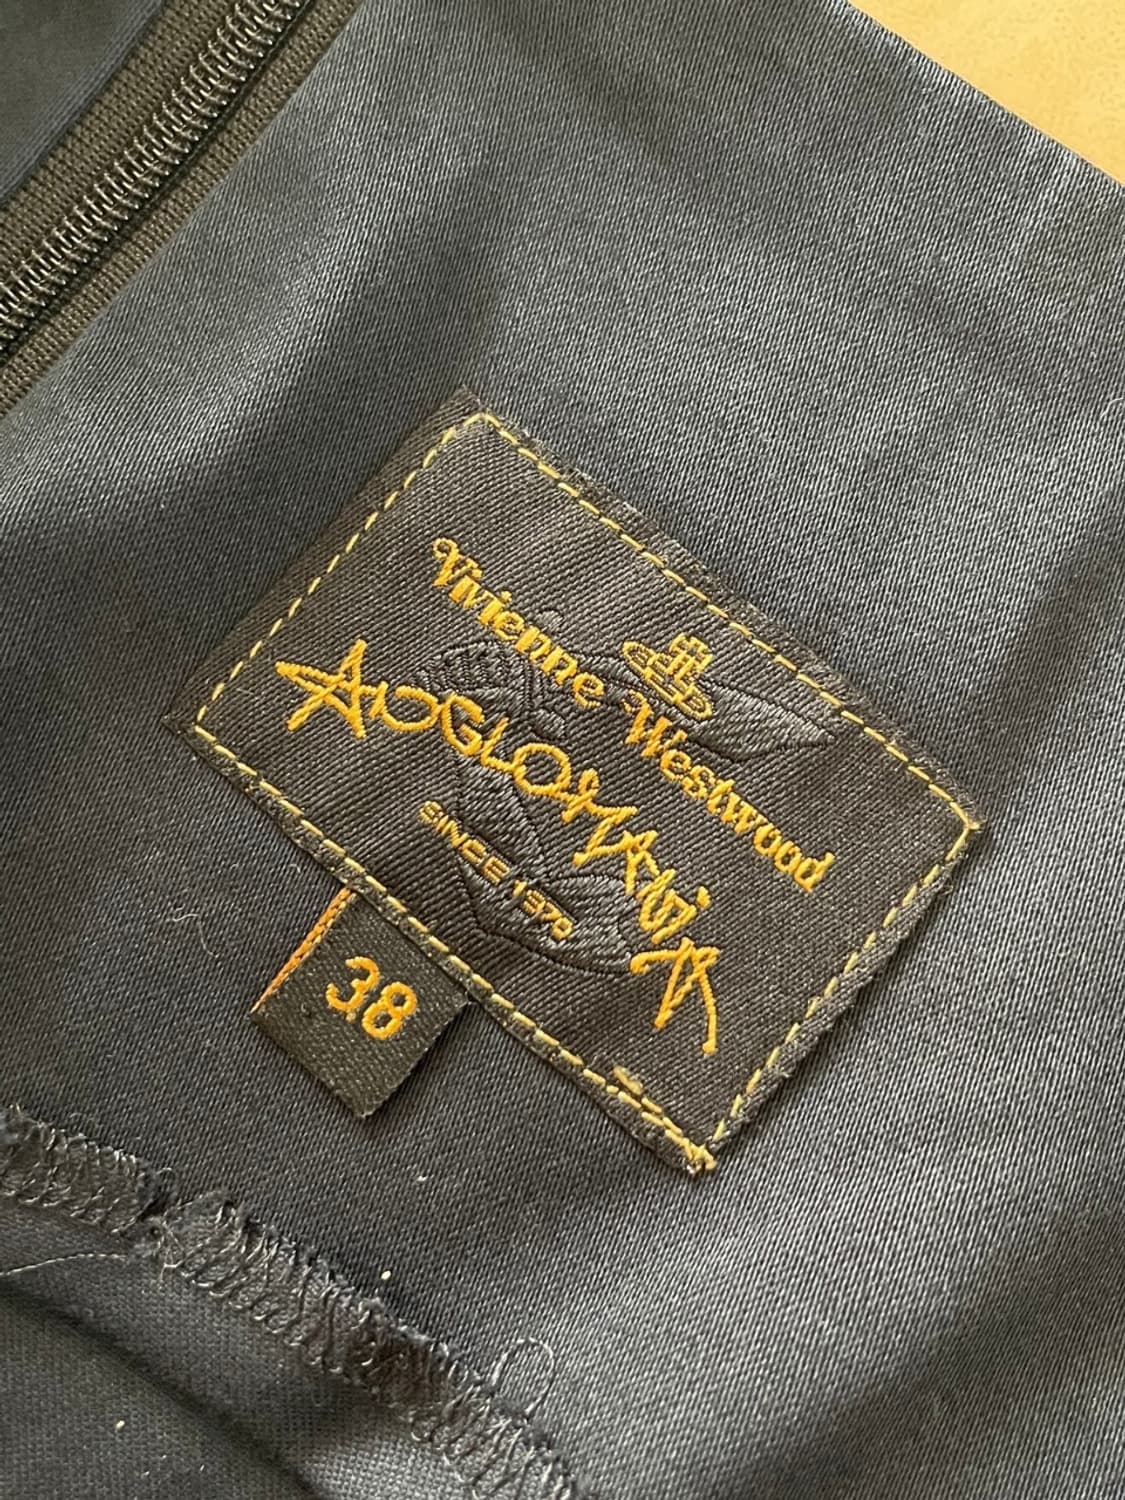 Vivienne Westwood
ANGLOMANIA
SINCE 1970
38